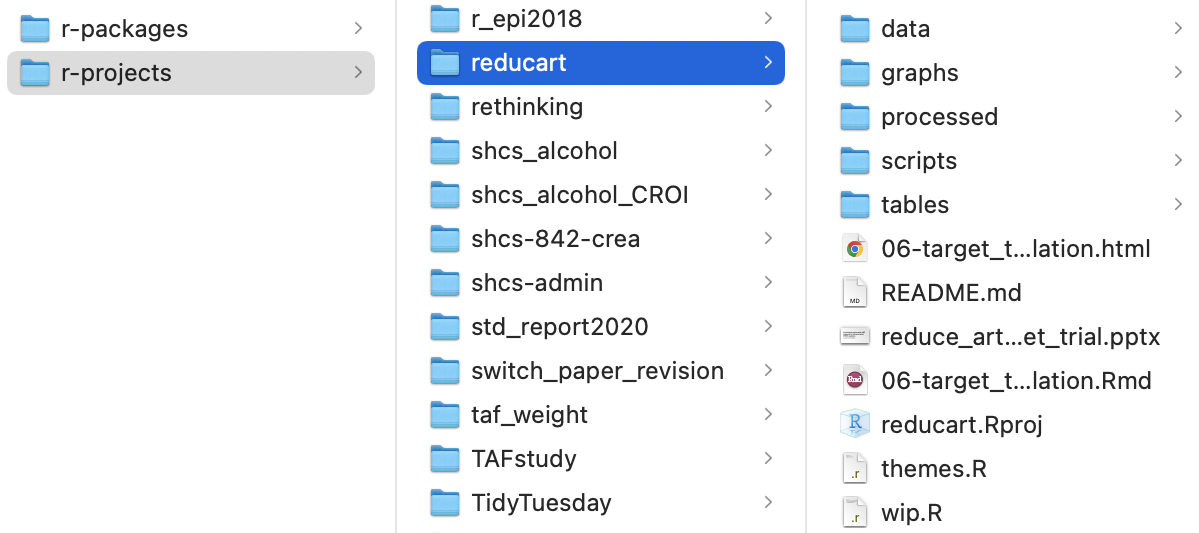 r-packages
r-projects
r_epi2018
reducart
rethinking
shcs_alcohol
shcs_alcohol_CROI
shcs-842-crea
shcs-admin
std_report2020
switch_paper_revision
taf_weight
TAFstudy
TidyTuesday
data
graphs
processed
scripts
tables
06-target_t...lation.html
MD
README.md
reduce_art...et_trial.pptx
Rmd
06-target_t...lation.Rmd
R
reducart.Rproj
.r
themes.R
.r
wip.R